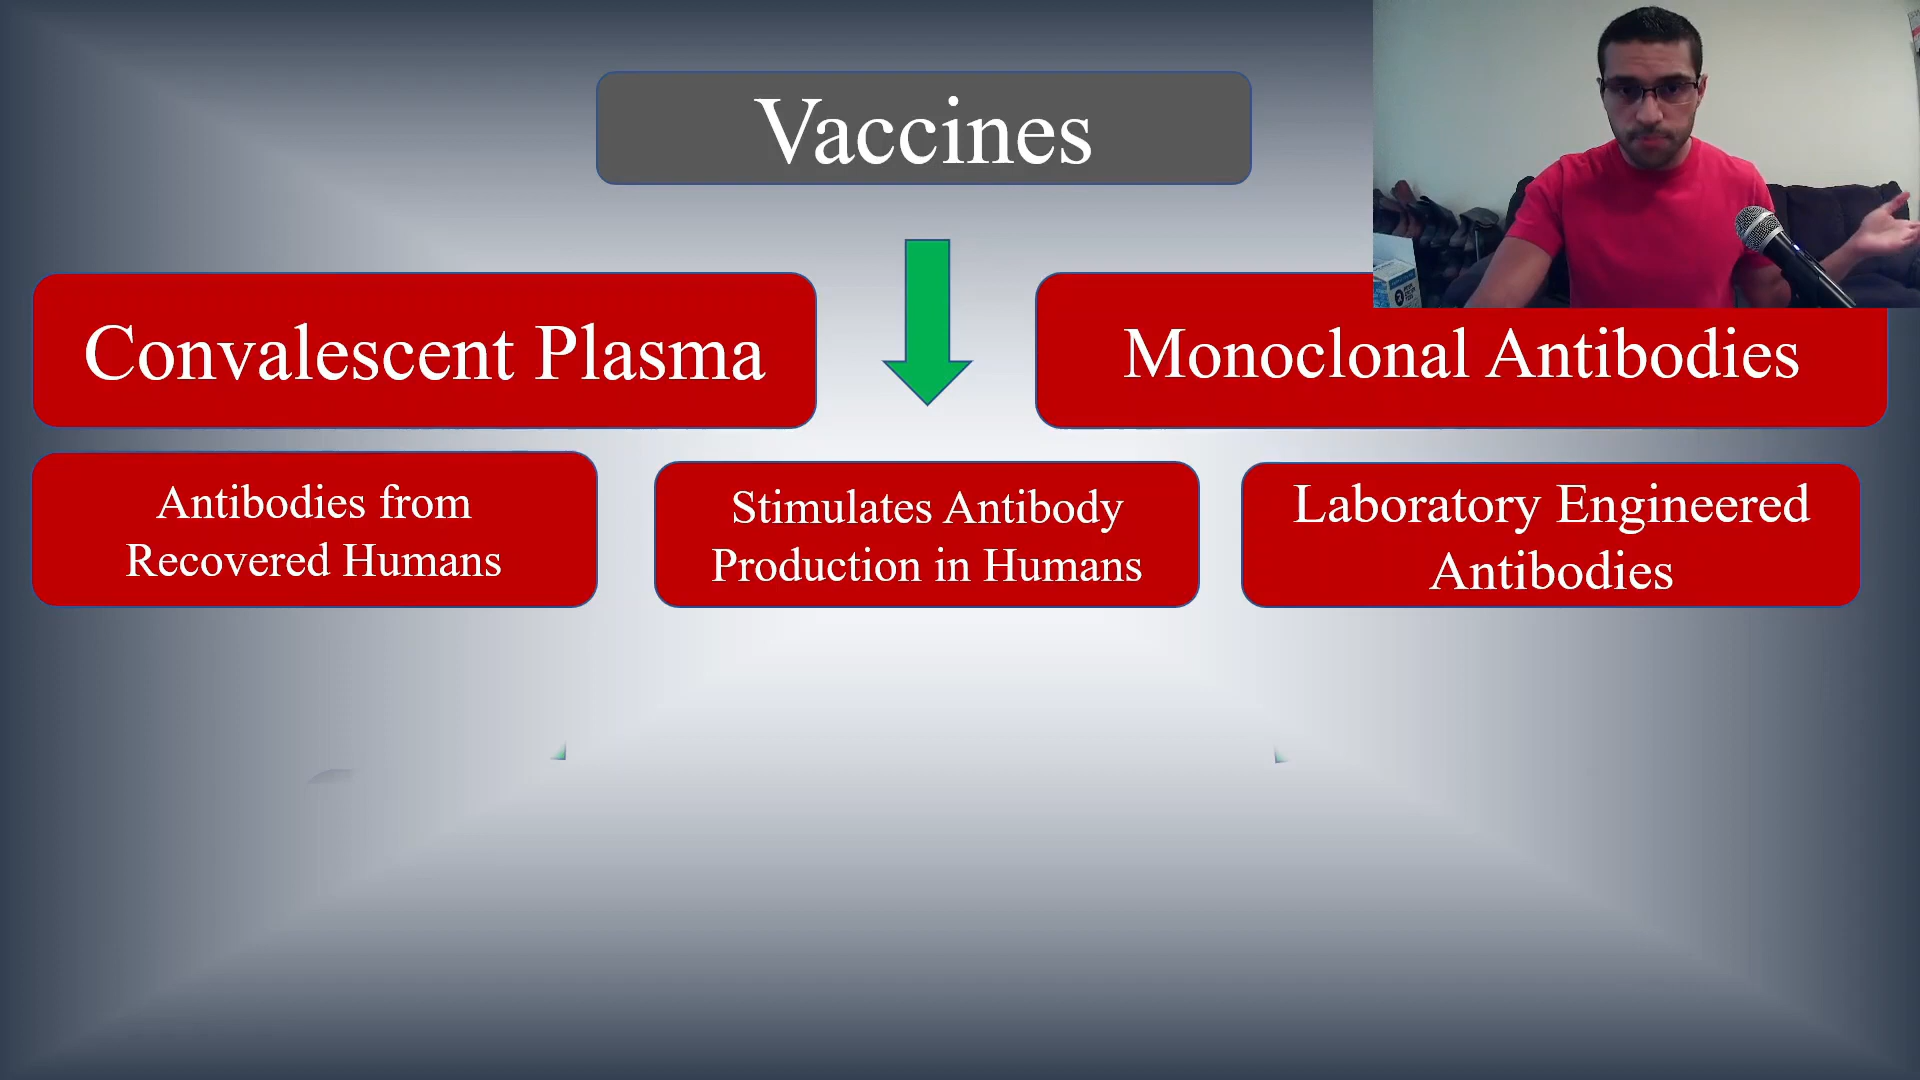 Vaccines
Convalescent Plasma
Monoclonal Antibodies
Antibodies from
Recovered Humans
Stimulates Antibody
Production in Humans
Laboratory Engineered
Antibodies